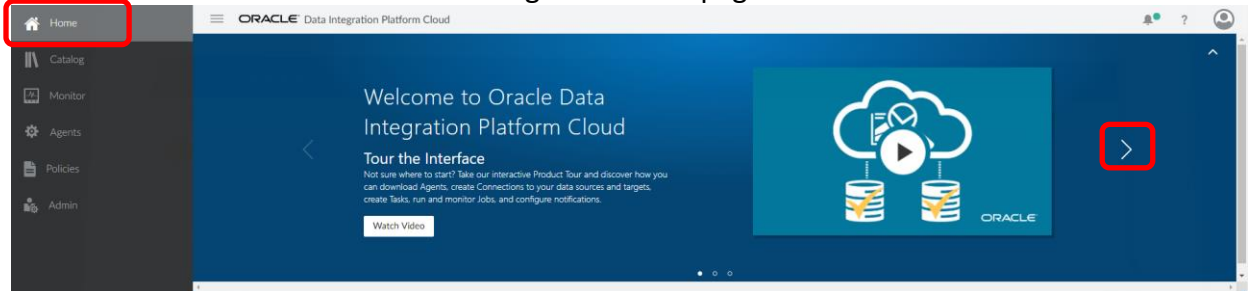 Home
ORACLE Data Integration Platform Cloud
?
Catalog
Monitor
Agents
Policies
Admin
Welcome to Oracle Data
Integration Platform Cloud
Tour the Interface
Not sure where to start? Take our interactive Product Tour and discover how you
can download Agents, create Connections to your data sources and targets,
create Tasks, run and monitor Jobs, and configure notifications.
Watch Video
ORACLE